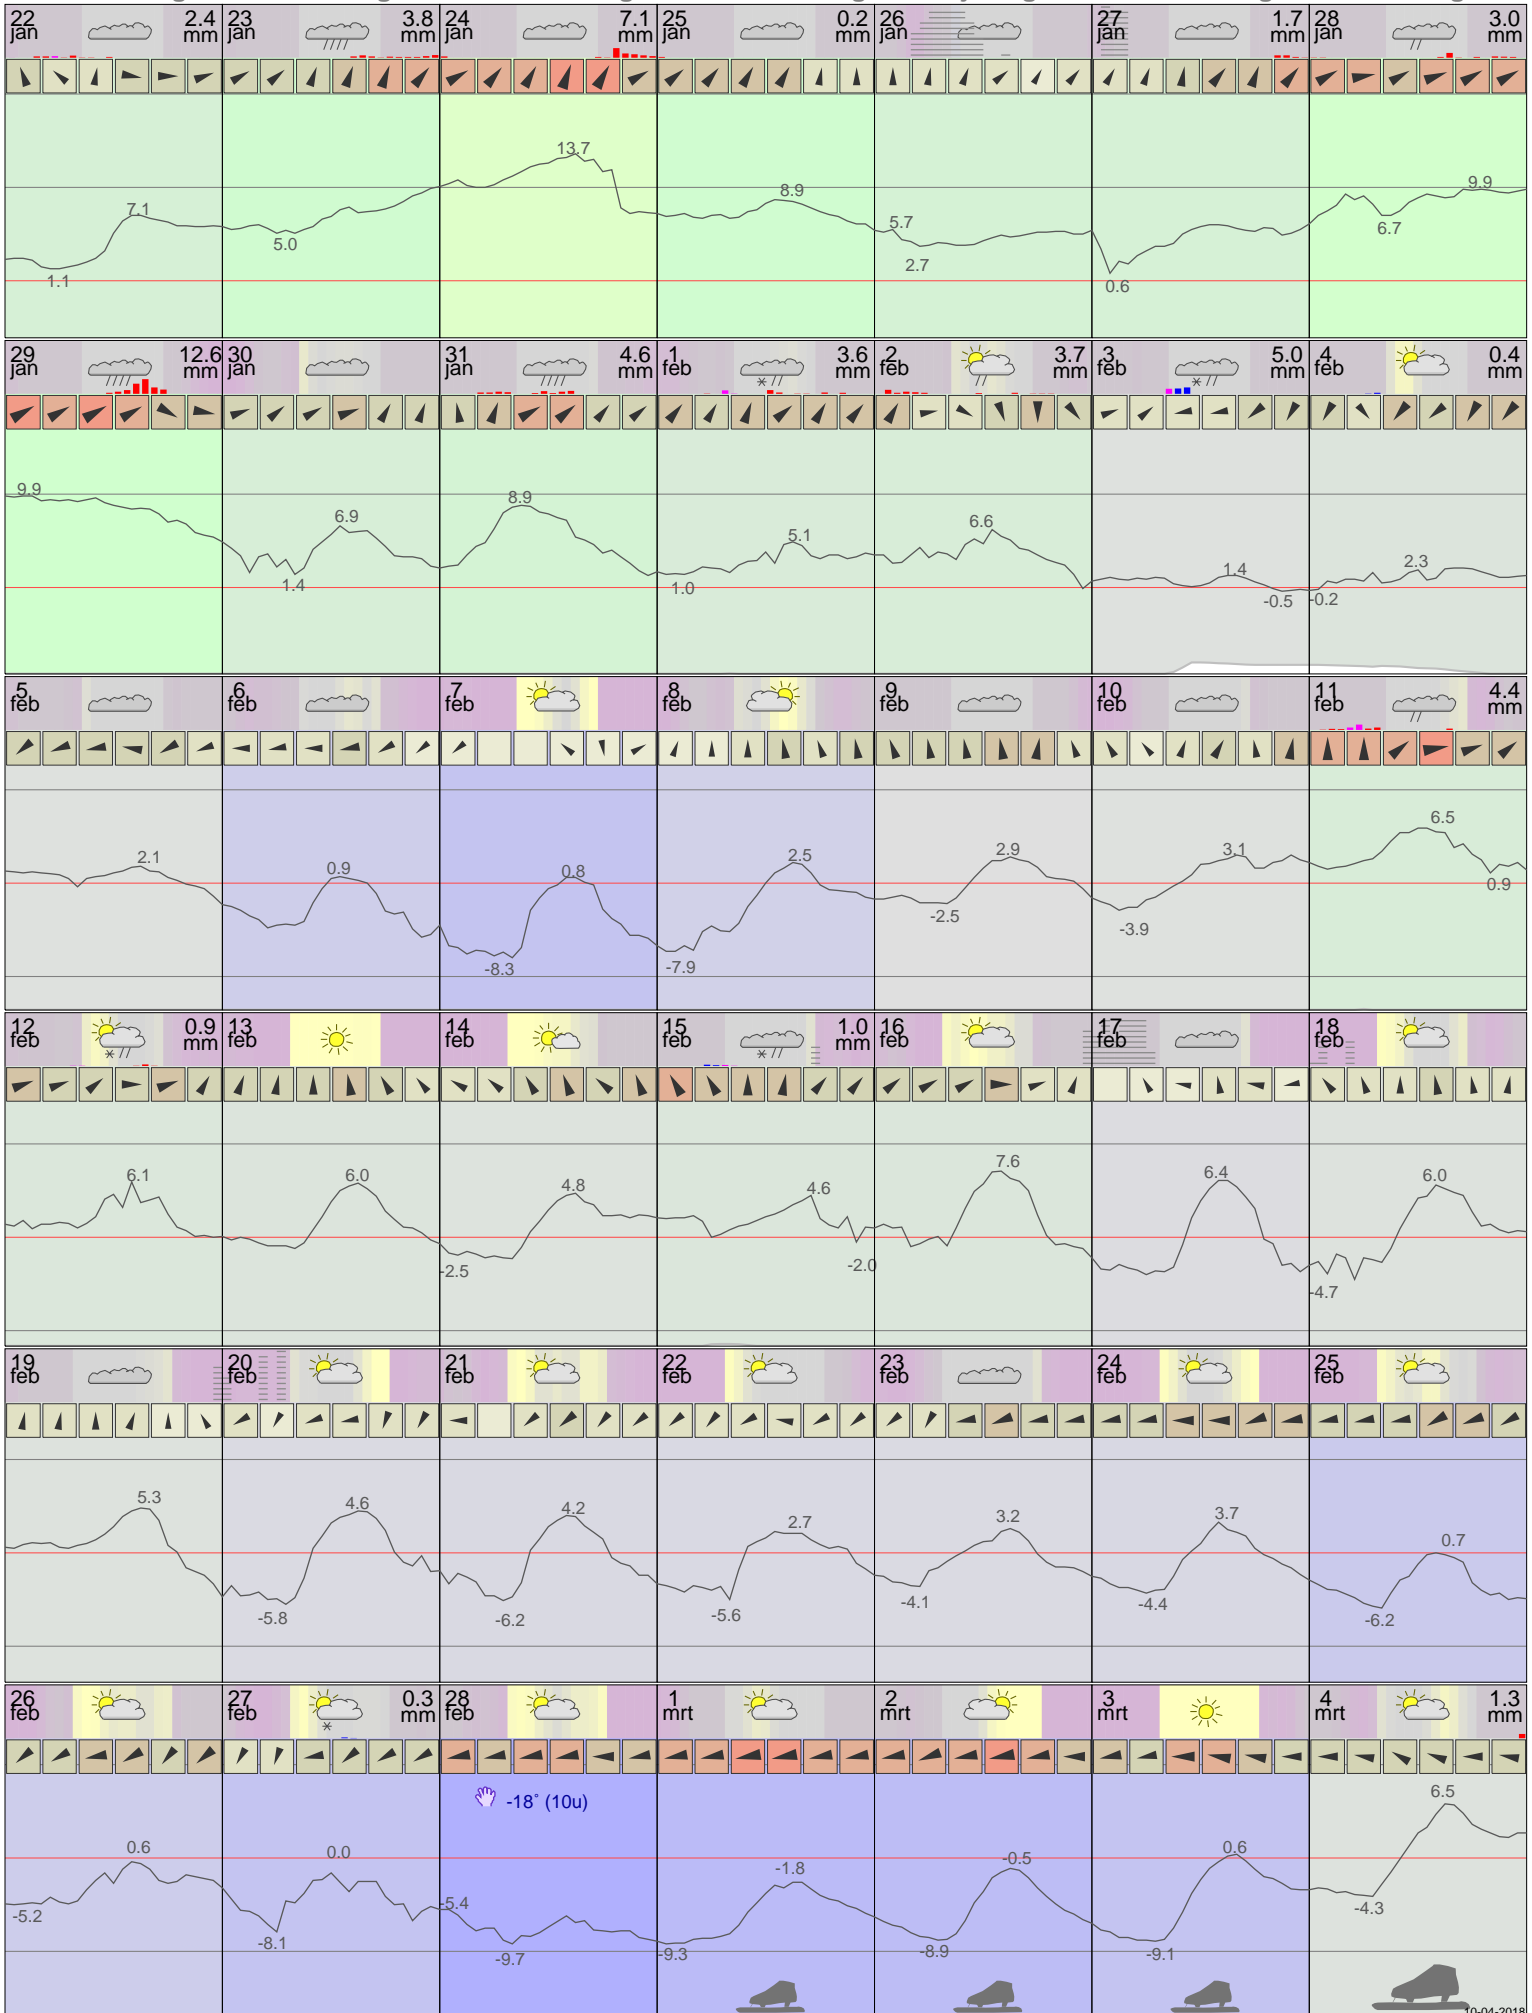 22 jan 2.4 mm
23 jan 3.8 mm
24 jan 7.1 mm
25 jan 0.2 mm
26 jan
27 jan 1.7 mm
28 jan 3.0 mm
1.1 7.1 5.0 13.7 8.9 5.7 2.7 0.6 6.7 9.9
29 jan 12.6 mm
30 jan
31 jan 4.6 mm
1 feb 3.6 mm
2 feb 3.7 mm
3 feb 5.0 mm
4 feb 0.4 mm
9.9 1.4 6.9 8.9 1.0 5.1 6.6 1.4 -0.5 -0.2 2.3
5 feb
6 feb
7 feb
8 feb
9 feb
10 feb
11 feb 4.4 mm
2.1 0.9 -8.3 0.8 -7.9 2.5 -2.5 2.9 -3.9 3.1 6.5 0.9
12 feb 0.9 mm
13 feb
14 feb
15 feb 1.0 mm
16 feb
17 feb
18 feb
6.1 6.0 -2.5 4.8 4.6 -2.0 7.6 6.4 -4.7 6.0
19 feb
20 feb
21 feb
22 feb
23 feb
24 feb
25 feb
5.3 -5.8 4.6 -6.2 4.2 -5.6 2.7 -4.1 3.2 -4.4 3.7 -6.2 0.7
26 feb
27 feb 0.3 mm
28 feb
1 mrt
2 mrt
3 mrt
4 mrt 1.3 mm
-18° (10u)
-5.2 0.6 -8.1 0.0 -5.4 -9.7 -9.3 -1.8 -8.9 -0.5 -9.1 0.6 -4.3 6.5
10-04-2018